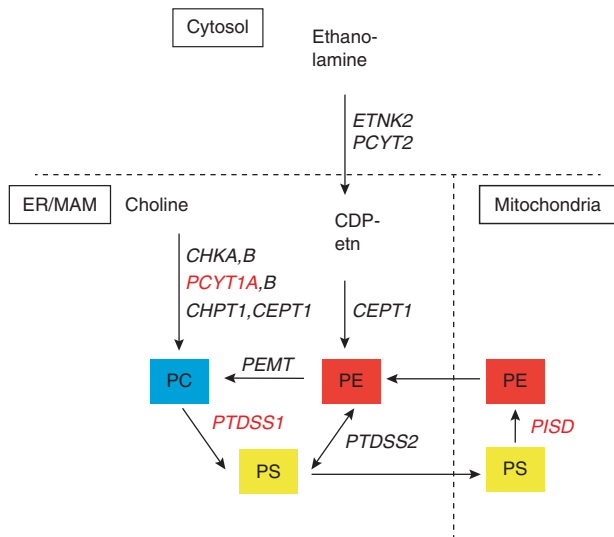 Cytosol
Ethano-
lamine
ETNK2
PCYT2
ER/MAM
Choline
CDP-
etn
Mitochondria
CHKA,B
PCYT1A,B
CHPT1,CEPT1
CEPT1
PC
PEMT
PE
PE
PTDSS1
PTDSS2
PISD
PS
PS